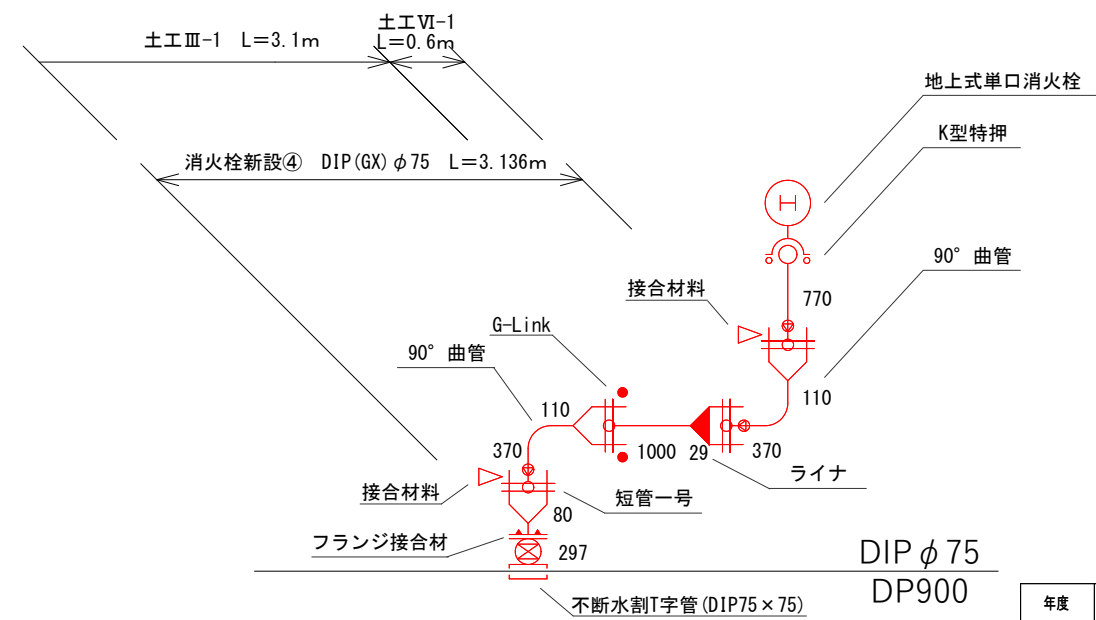 土工Ⅲ-1 L=3.1m
土工Ⅵ-1
L=0.6m
消火栓新設④ DIP(GX)φ75 L=3.136m
地上式単口消火栓
K型特押
H
90° 曲管
接合材料
770
G-Link
90° 曲管
110
110
370
1000
29
370
ライナ
接合材料
短管一号
80
フランジ接合材
297
DIPφ75
DP900
不断水割T字管(DIP75×75)
年度